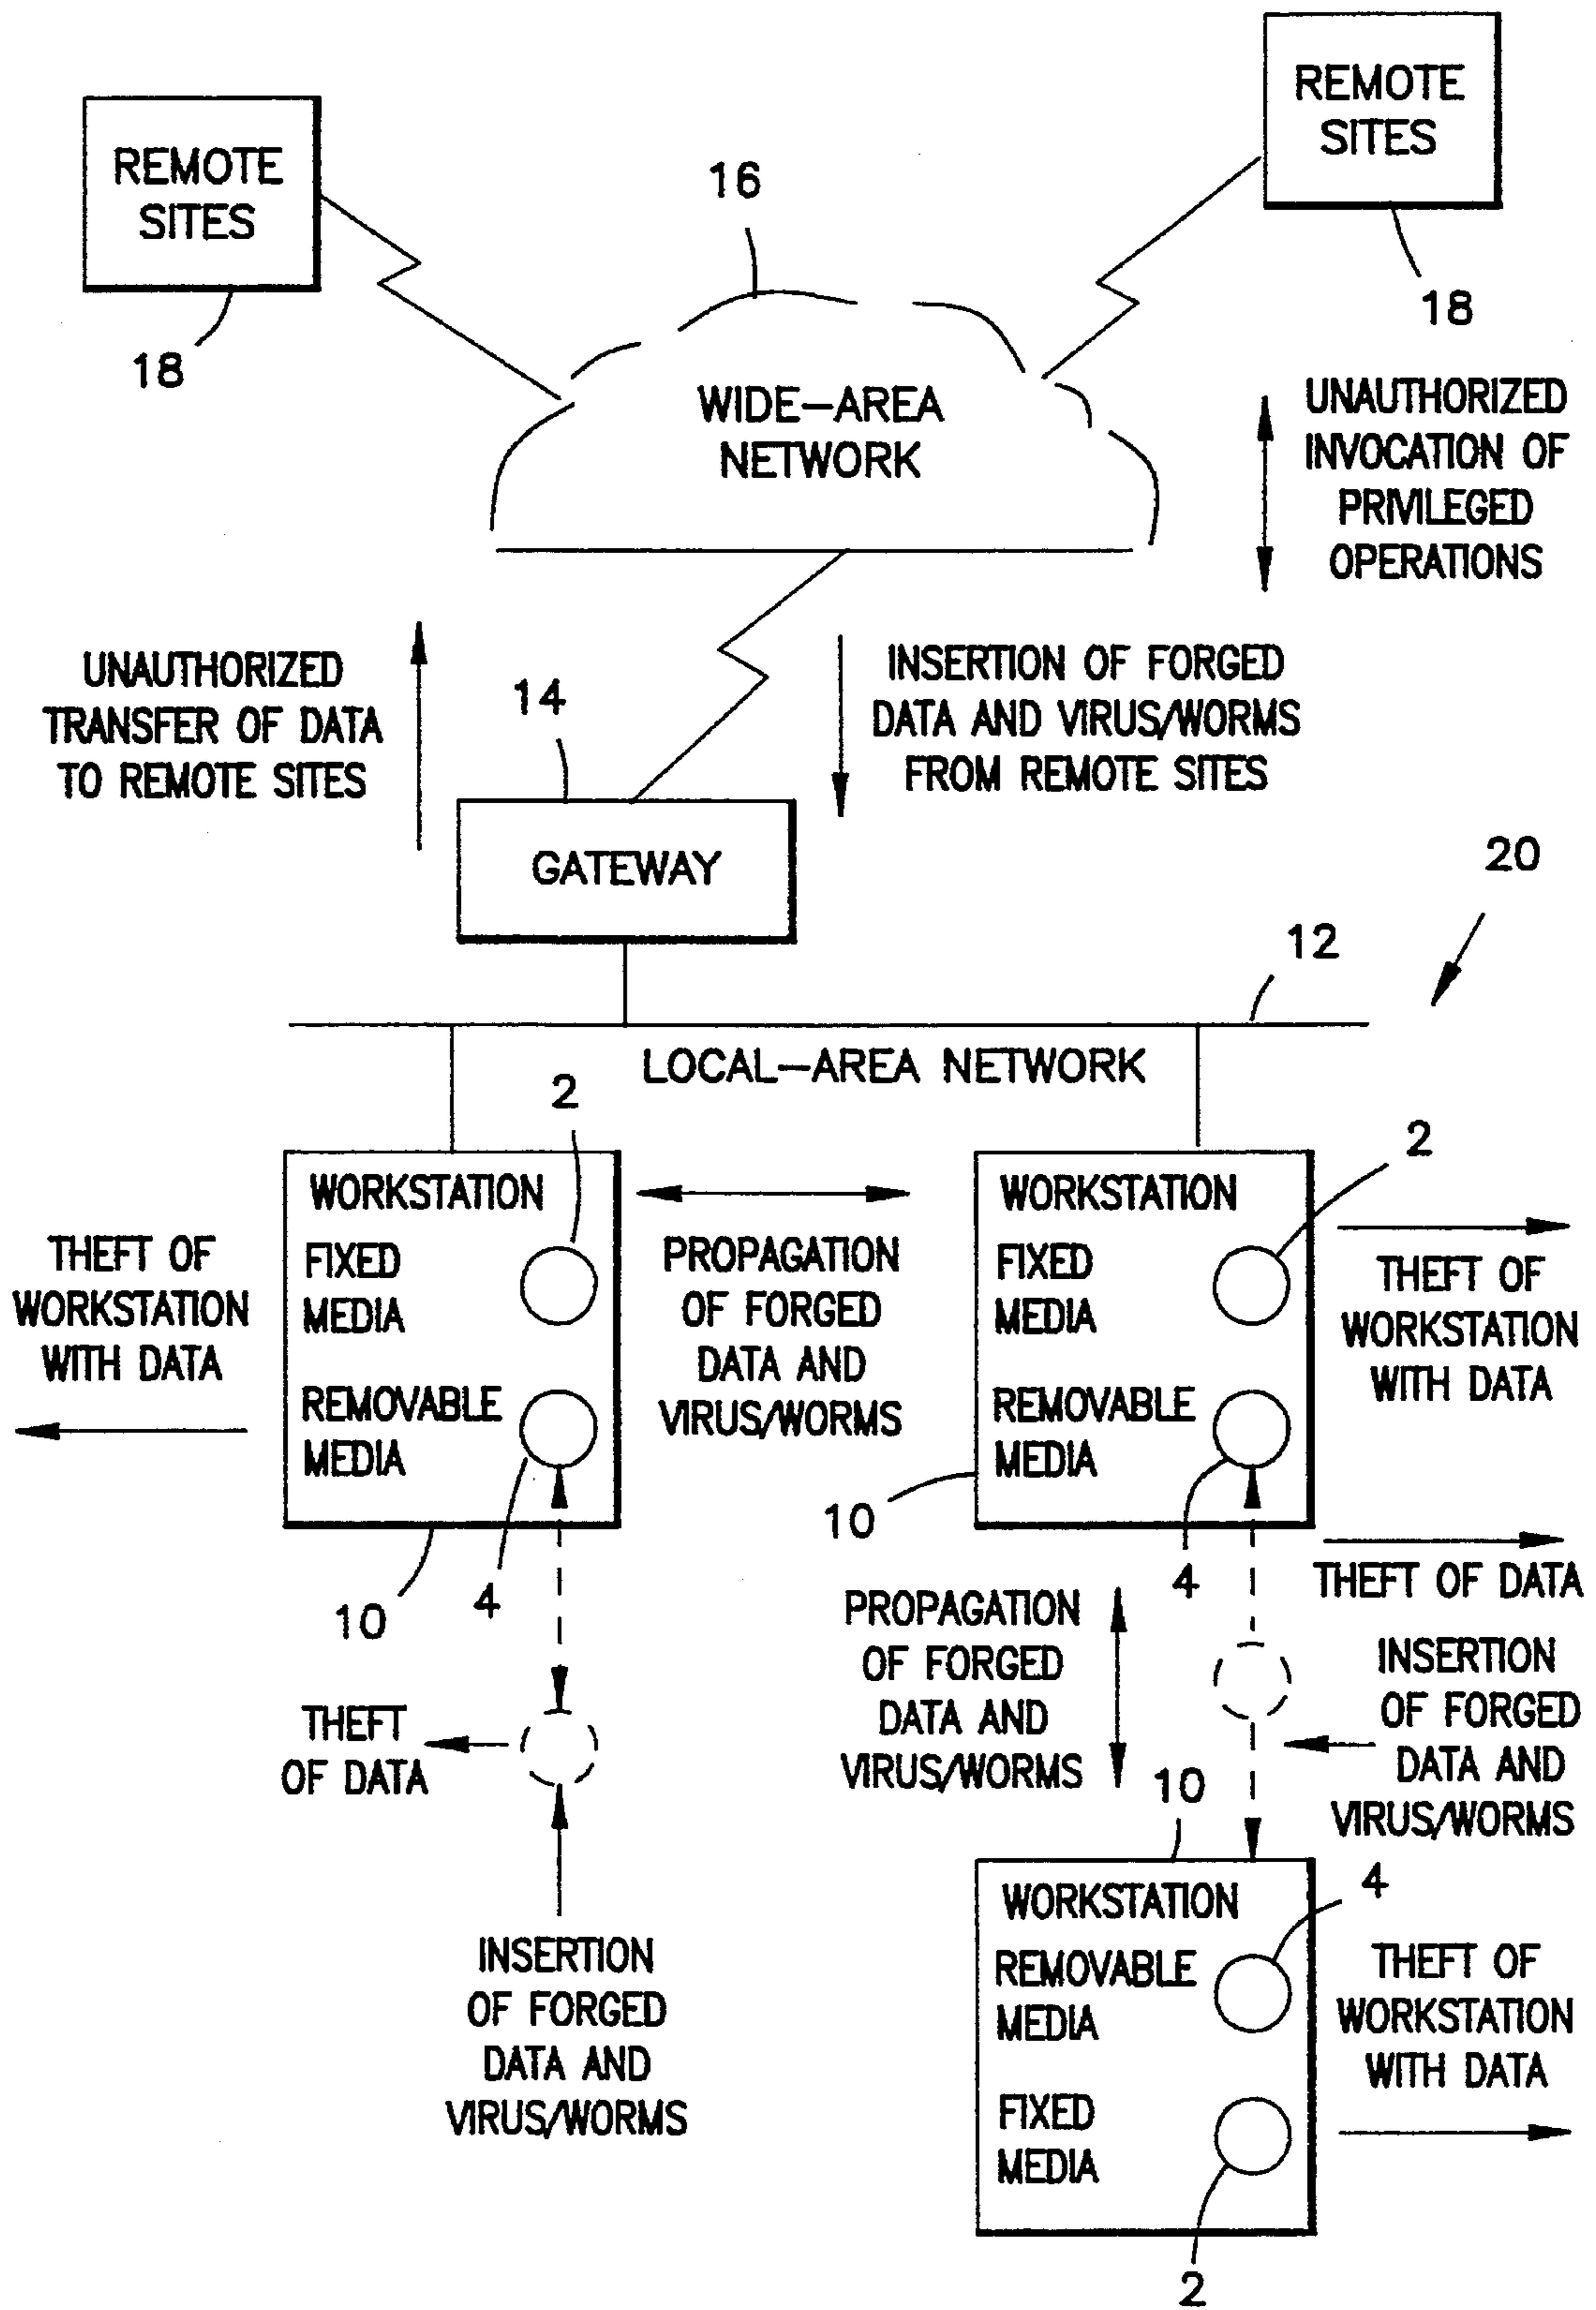 REMOTE
SITES
18
REMOTE
SITES
18
16
WIDE-AREA
NETWORK
UNAUTHORIZED
INVOCATION OF
PRIVILEGED
OPERATIONS
UNAUTHORIZED
TRANSFER OF DATA
TO REMOTE SITES
14
INSERTION OF FORGED
DATA AND VIRUS/WORMS
FROM REMOTE SITES
GATEWAY
20
12
LOCAL-AREA NETWORK
2
WORKSTATION
FIXED
MEDIA
REMOVABLE
MEDIA
10
4
THEFT OF
WORKSTATION
WITH DATA
PROPAGATION
OF FORGED
DATA AND
VIRUS/WORMS
2
WORKSTATION
FIXED
MEDIA
REMOVABLE
MEDIA
10
4
THEFT OF
WORKSTATION
WITH DATA
THEFT OF DATA
THEFT
OF DATA
INSERTION
OF FORGED
DATA AND
VIRUS/WORMS
PROPAGATION
OF FORGED
DATA AND
VIRUS/WORMS
INSERTION
OF FORGED
DATA AND
VIRUS/WORMS
10
4
WORKSTATION
REMOVABLE
MEDIA
FIXED
MEDIA
2
THEFT OF
WORKSTATION
WITH DATA